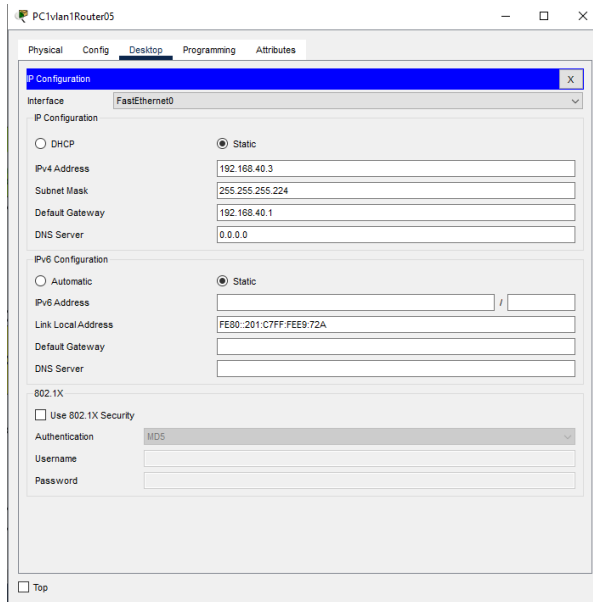 PC1vlan1Router05
Physical Config Desktop Programming Attributes
IP Configuration X
Interface FastEthernet0
IP Configuration
DHCP Static
IPv4 Address 192.168.40.3
Subnet Mask 255.255.255.224
Default Gateway 192.168.40.1
DNS Server 0.0.0.0
IPv6 Configuration
Automatic Static
IPv6 Address /
Link Local Address FE80::201:C7FF:FEE9:72A
Default Gateway
DNS Server
802.1X
Use 802.1X Security
Authentication MD5
Username
Password
Top